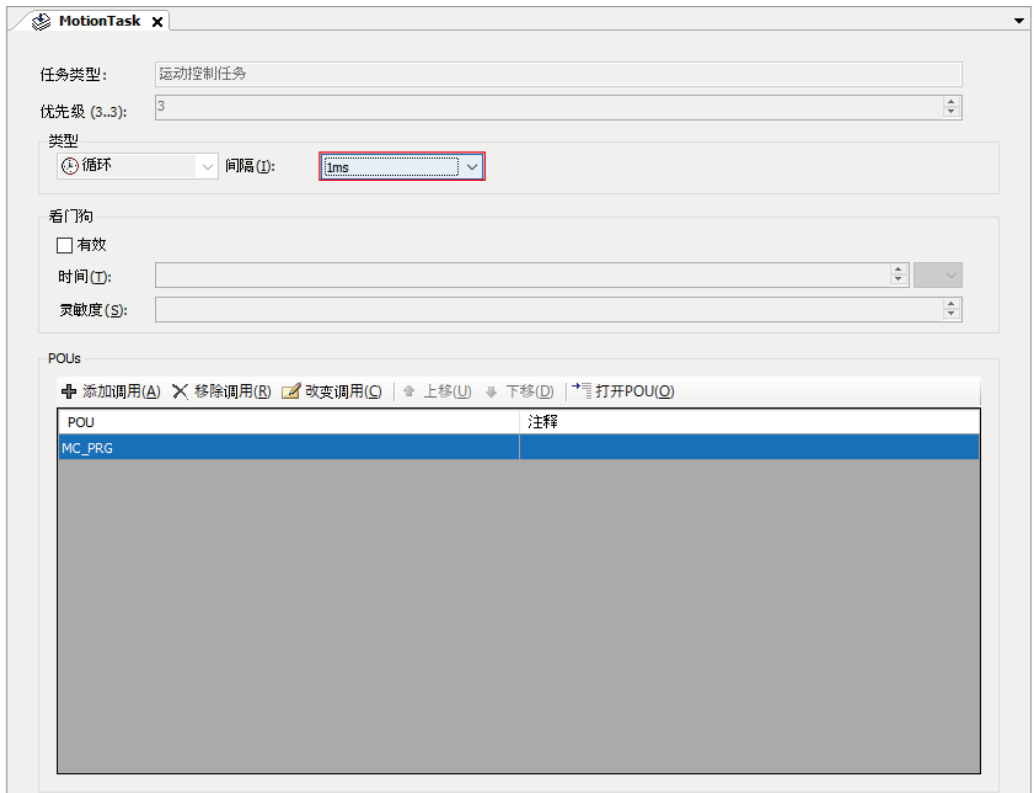 MotionTask
任务类型: 运动控制任务
优先级 (3..3): 3
类型
循环 间隔(I): 1ms
看门狗
有效
时间(T):
灵敏度(S):
POUs
添加调用(A) 移除调用(R) 改变调用(C) 上移(U) 下移(D) 打开POU(O)
POU 注释
MC_PRG